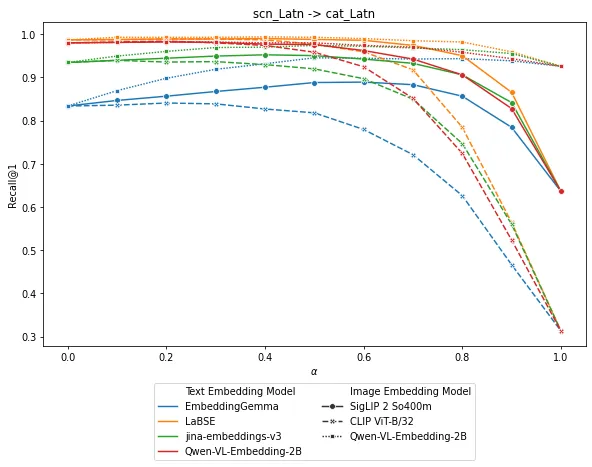 scn_Latn -> cat_Latn
Recall@1
1.0
0.9
0.8
0.7
0.6
0.5
0.4
0.3
0.0 0.2 0.4 0.6 0.8 1.0
α
Text Embedding Model
EmbeddingGemma
LaBSE
jina-embeddings-v3
Qwen-VL-Embedding-2B
Image Embedding Model
SigLIP 2 So400m
CLIP ViT-B/32
Qwen-VL-Embedding-2B